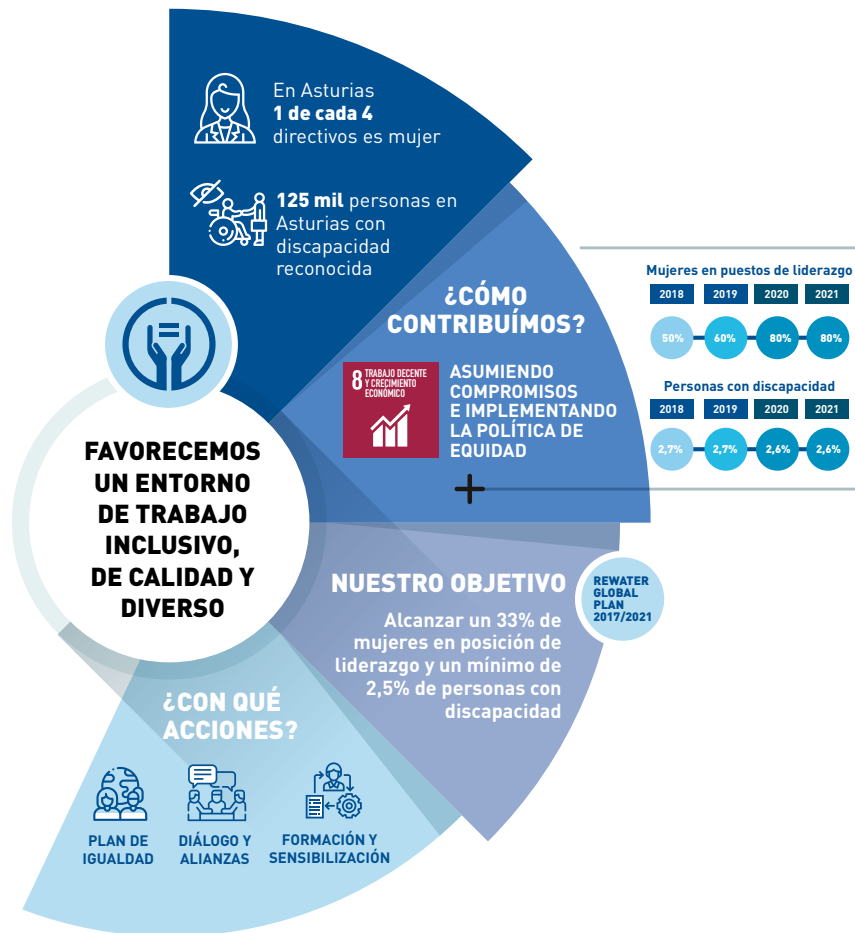 En Asturias
1 de cada 4
directivos es mujer
125 mil personas en
Asturias con
discapacidad
reconocida
¿CÓMO
CONTRIBUÍMOS?
8 TRABAJO DECENTE
Y CRECIMIENTO
ECONÓMICO
ASUMIENDO
COMPROMISOS
E IMPLEMENTANDO
LA POLÍTICA DE
EQUIDAD
Mujeres en puestos de liderazgo
2018 2019 2020 2021
50% 60% 80% 80%
Personas con discapacidad
2018 2019 2020 2021
2,7% 2,7% 2,6% 2,6%
FAVORECEMOS
UN ENTORNO
DE TRABAJO
INCLUSIVO,
DE CALIDAD Y
DIVERSO
NUESTRO OBJETIVO
Alcanzar un 33% de
mujeres en posición de
liderazgo y un mínimo de
2,5% de personas con
discapacidad
REWATER
GLOBAL
PLAN
2017/2021
¿CON QUÉ
ACCIONES?
PLAN DE
IGUALDAD
DIÁLOGO Y
ALIANZAS
FORMACIÓN Y
SENSIBILIZACIÓN